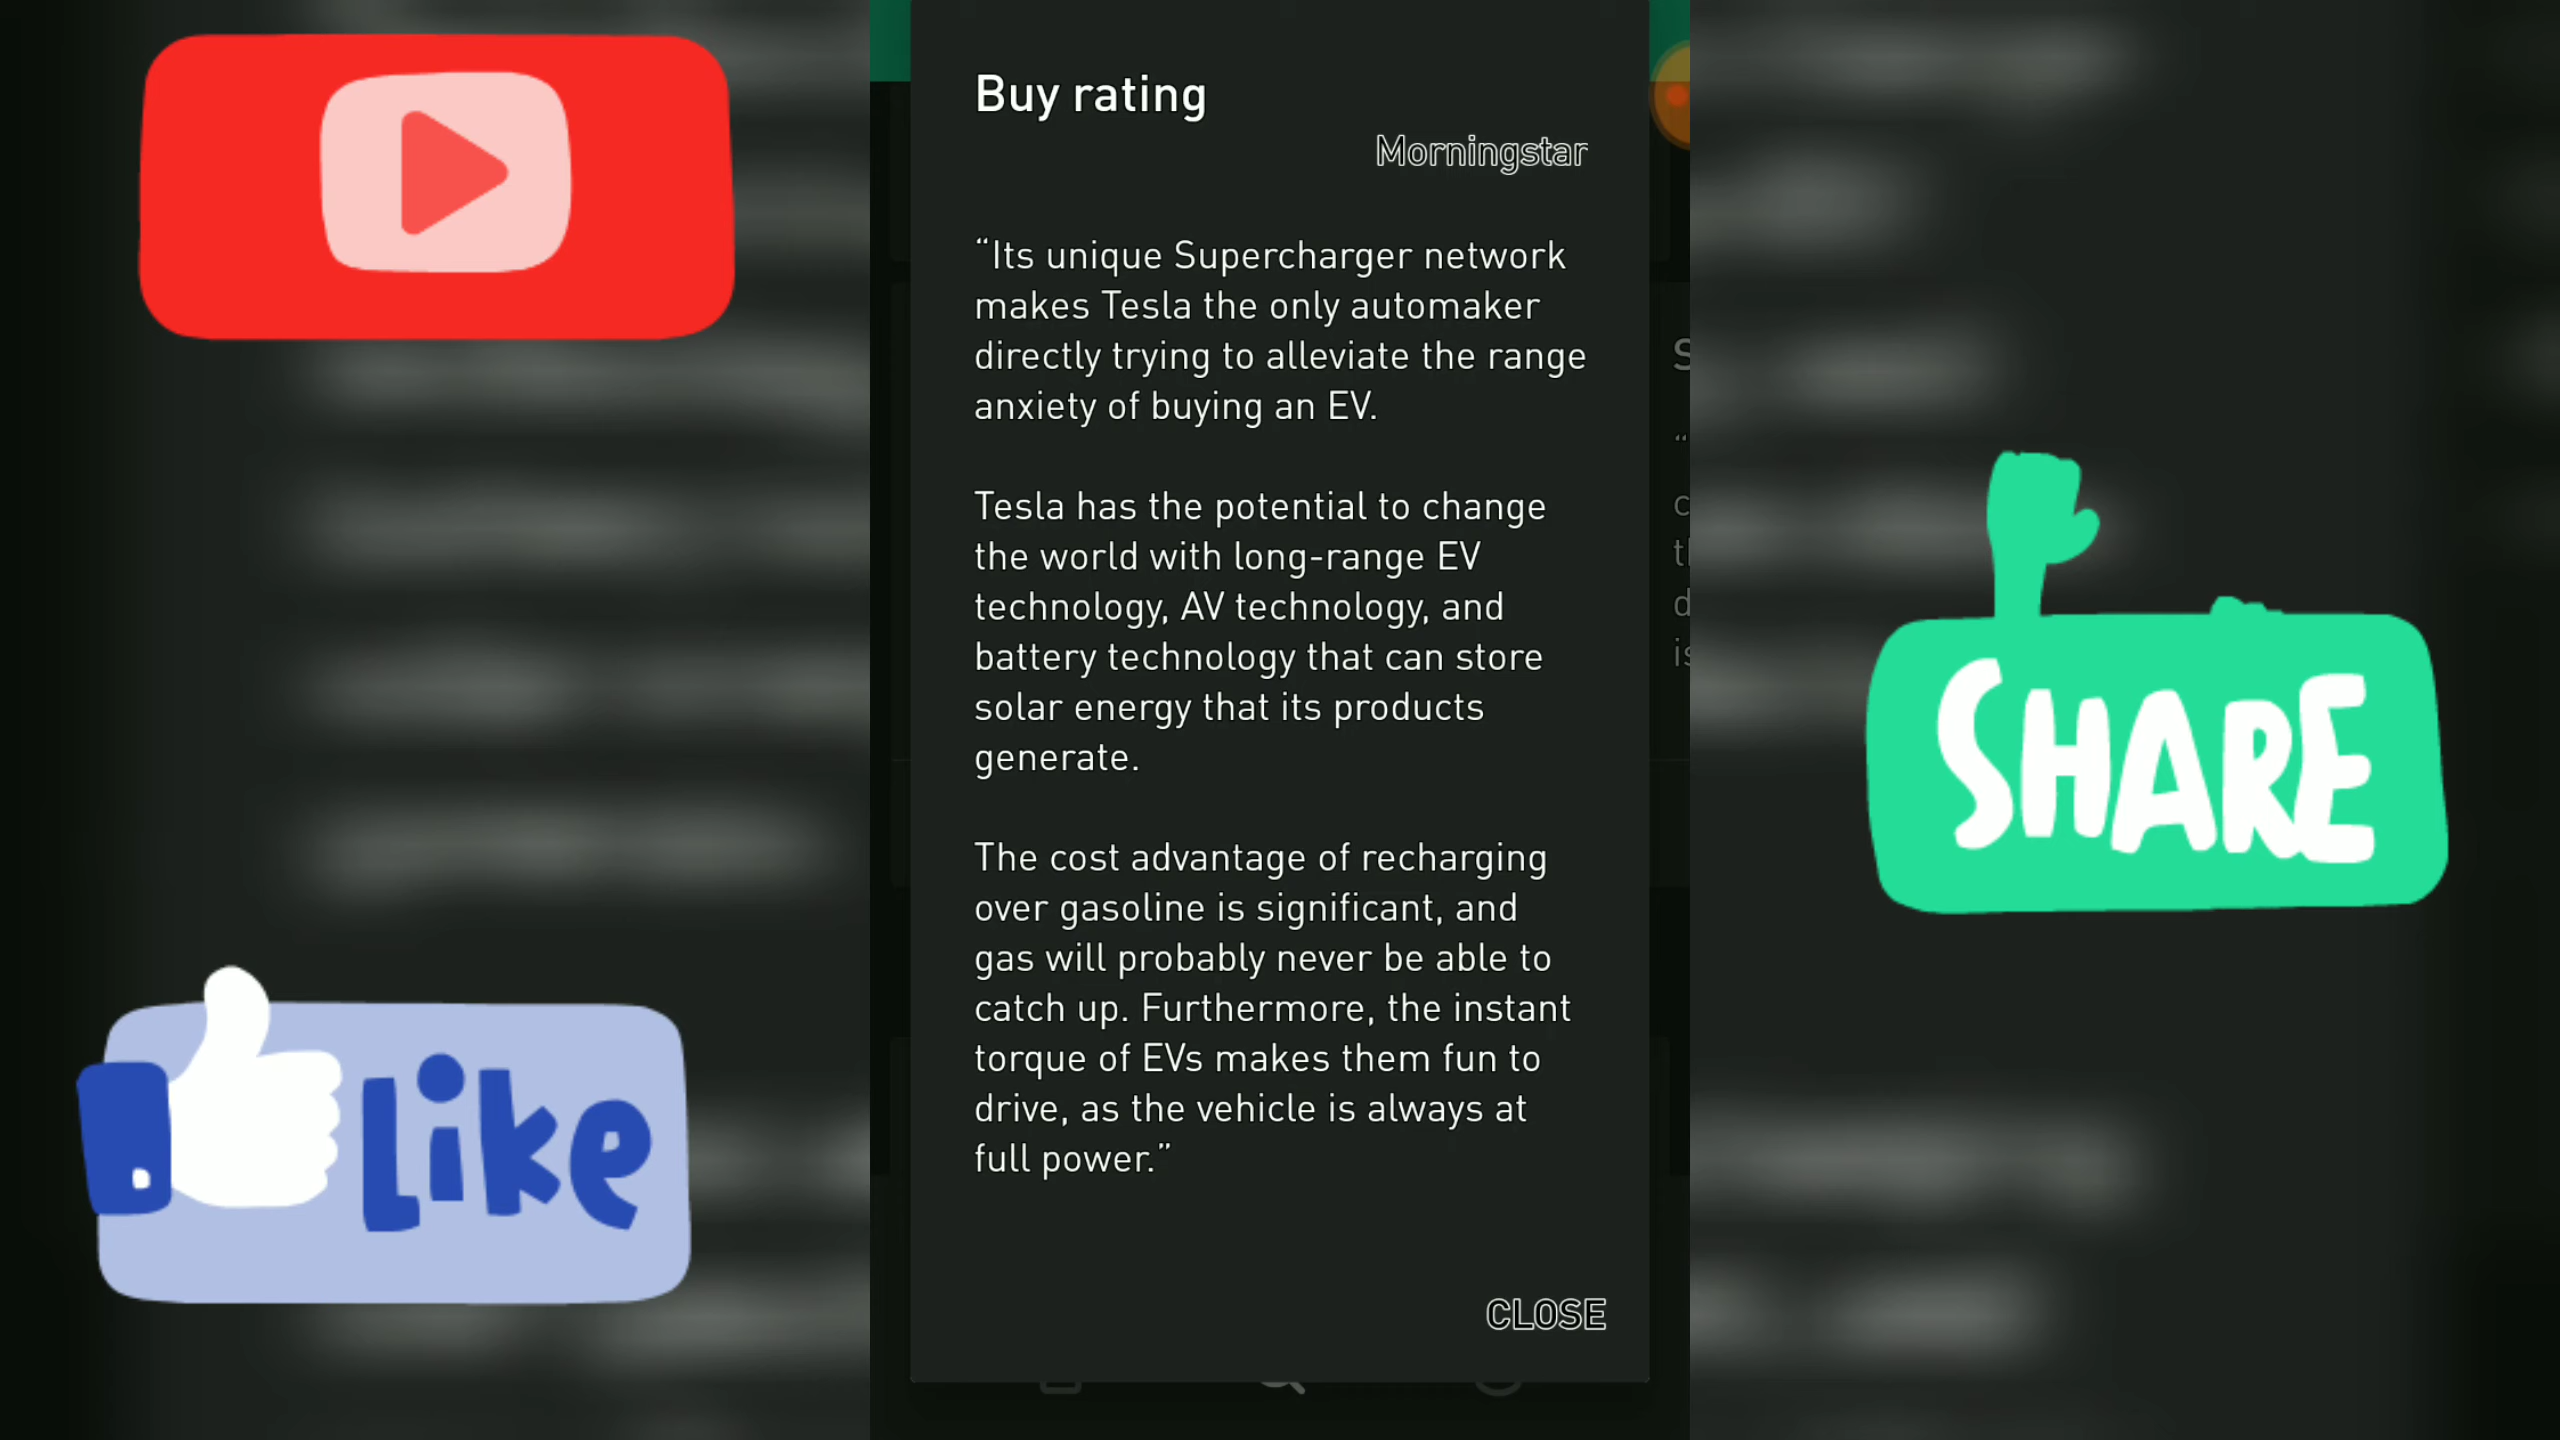 Buy rating
Morningstar
“Its unique Supercharger network
makes Tesla the only automaker
directly trying to alleviate the range
anxiety of buying an EV.
Tesla has the potential to change
the world with long-range EV
technology, AV technology, and
battery technology that can store
solar energy that its products
generate.
The cost advantage of recharging
over gasoline is significant, and
gas will probably never be able to
catch up. Furthermore, the instant
torque of EVs makes them fun to
drive, as the vehicle is always at
full power.”
CLOSE
Like
SHARE